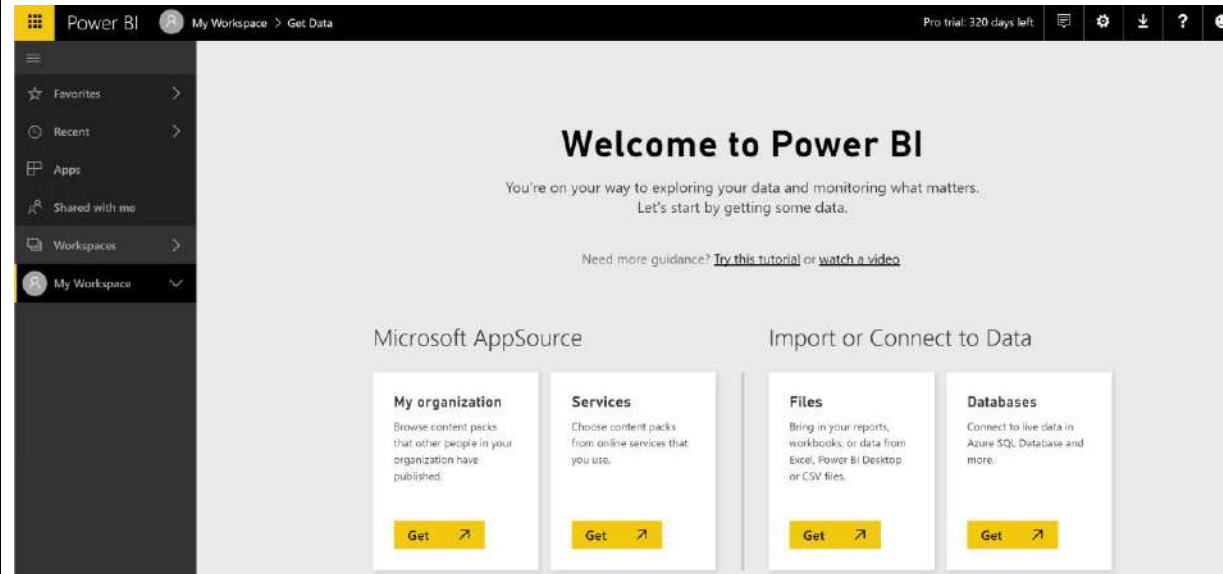 Power BI
My Workspace > Get Data
Pro trial: 320 days left
?
Favorites
Recent
Apps
Shared with me
Workspaces
My Workspace
Welcome to Power BI
You're on your way to exploring your data and monitoring what matters.
Let's start by getting some data.
Need more guidance? Try this tutorial or watch a video
Microsoft AppSource
My organization
Browse content packs
that other people in your
organization have
published.
Get
Services
Choose content packs
from online services that
you use.
Get
Import or Connect to Data
Files
Bring in your reports,
workbooks, or data from
Excel, Power BI Desktop
or CSV files.
Get
Databases
Connect to live data in
Azure SQL Database and
more.
Get